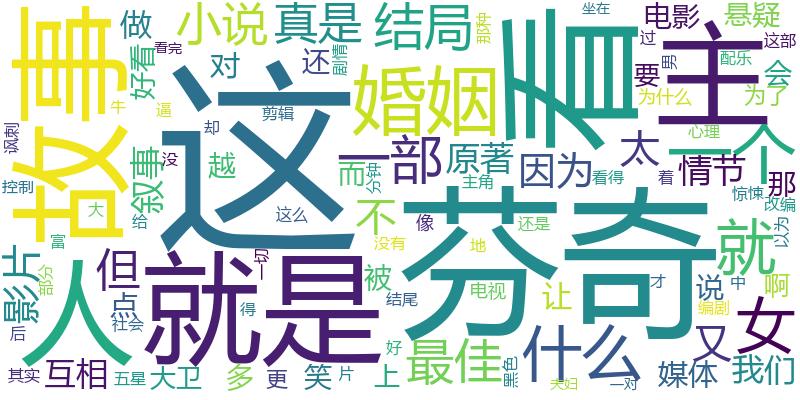 故事
这
看
主
人
就是
芬奇
婚姻
小说
真是
结局
电影
悬疑
做
好看
对
还
剧情
那种
坐在
过
男
这部
配乐
看完
要
会
为什么
为了
牛
逼
剪辑
心理
一个
讽刺
却
一部
原著
因为
太
情节
那
没
叙事
越
而
分钟
主角
看得
着
惊悚
改编
控制
大
给
这么
不
像
还是
就
以为
富
没有
地
影片
部分
但
点
一切
被
电视
让
说
中
才
啊
编剧
女
后
社会
得
结尾
什么
又
其实
互相
五星
大卫
多
更
笑
片
上
好
最佳
黑色
夫妇
一对
媒体
我们